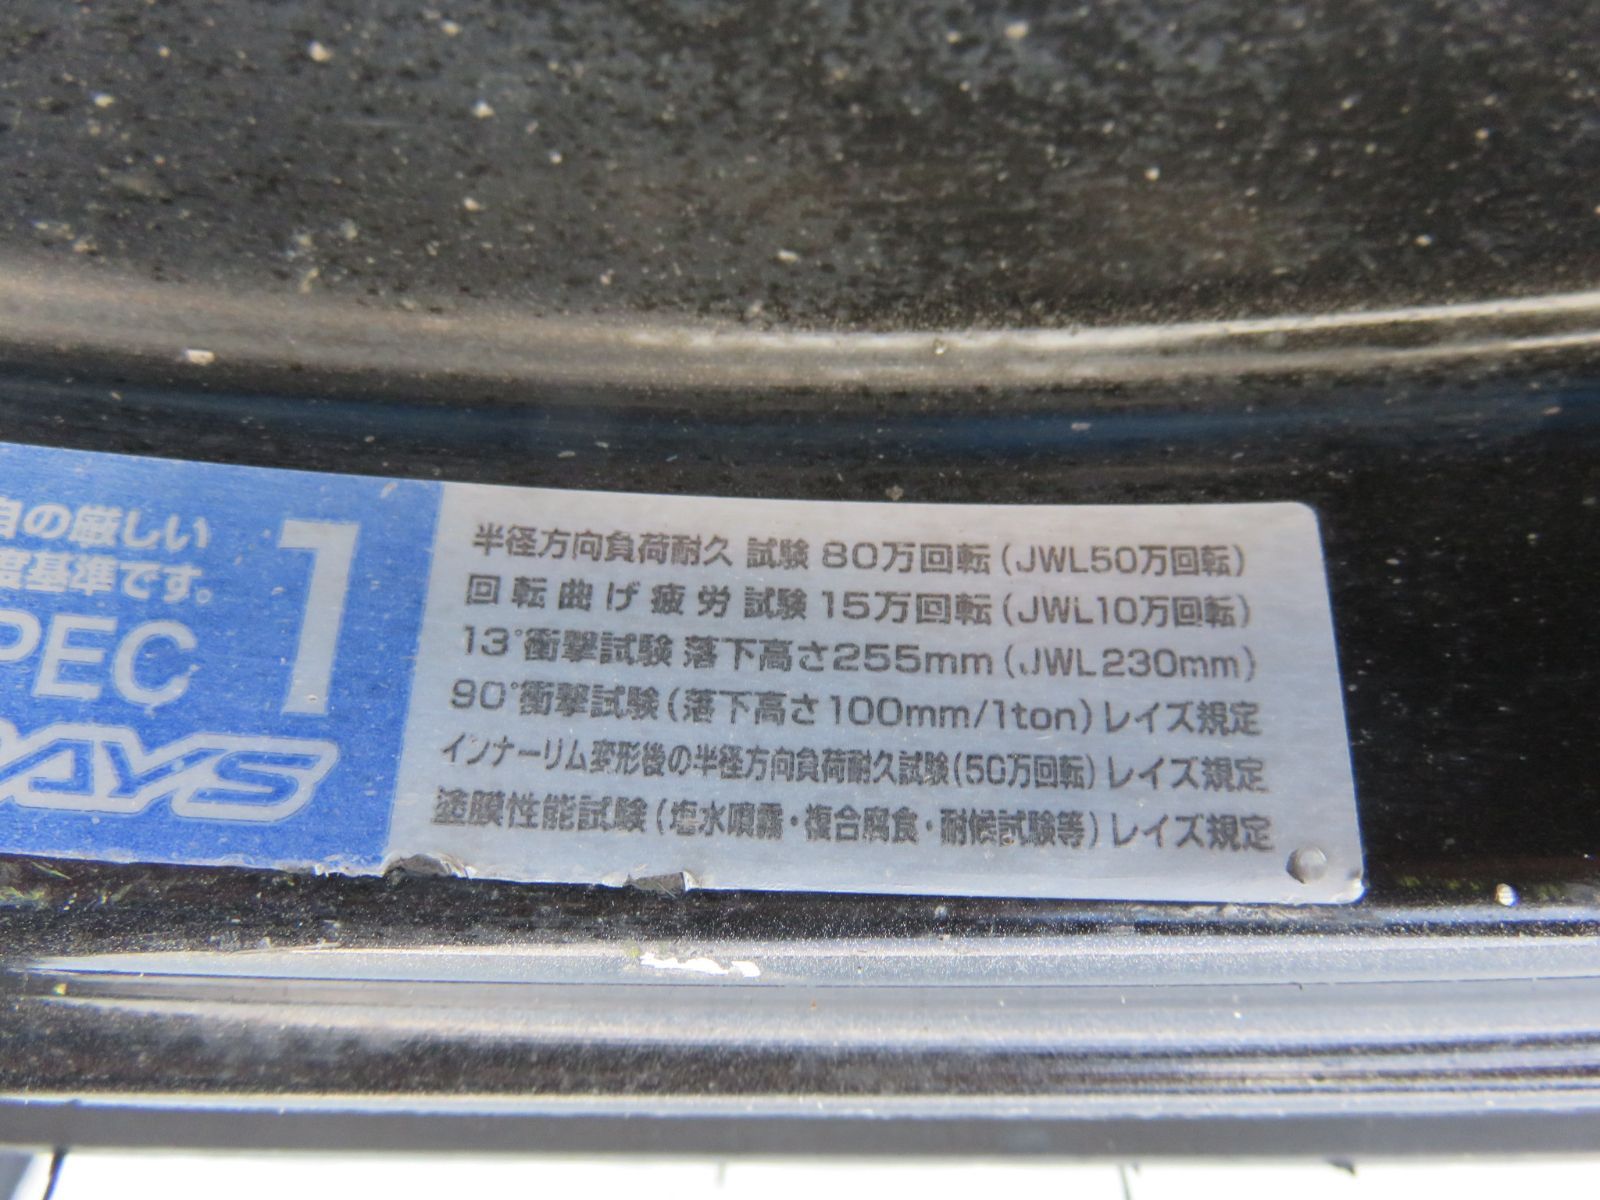 自の厳しい
度基準です。
PEC 1
RAYS
半径方向負荷耐久 試験 80万回転(JWL50万回転)
回転曲げ疲労試験 15万回転(JWL10万回転)
13°衝撃試験 落下高さ255mm(JWL230mm)
90°衝撃試験(落下高さ100mm/1ton)レイズ規定
インナーリム変形後の半径方向負荷耐久試験(50万回転)レイズ規定
塗膜性能試験(塩水噴霧・複合腐食・耐候試験等)レイズ規定